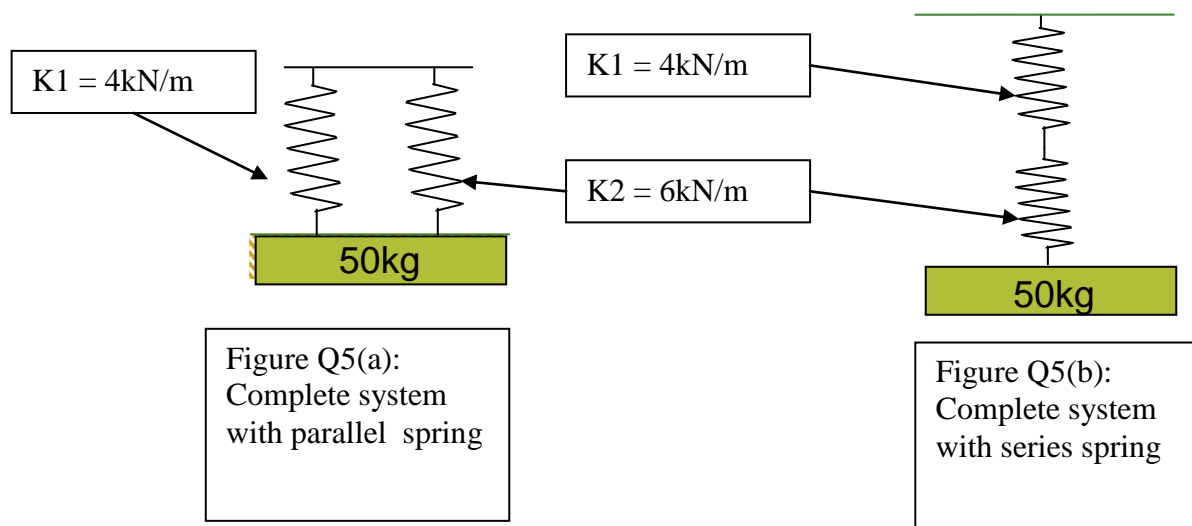 K1 = 4kN/m
K1 = 4kN/m
K2 = 6kN/m
50kg
50kg
Figure Q5(a):
Complete system
with parallel spring
Figure Q5(b):
Complete system
with series spring